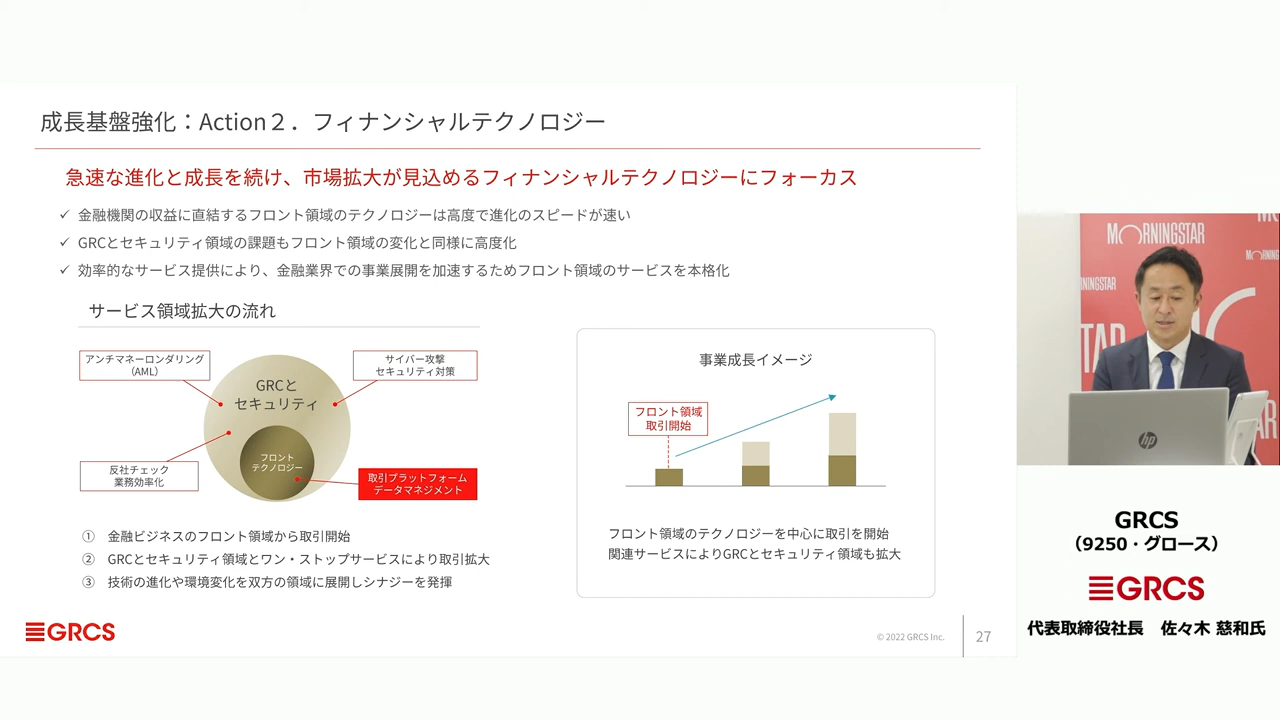 成長基盤強化：Action２．フィナンシャルテクノロジー
急速な進化と成長を続け、市場拡大が見込めるフィナンシャルテクノロジーにフォーカス
✓ 金融機関の収益に直結するフロント領域のテクノロジーは高度で進化のスピードが速い
✓ GRCとセキュリティ領域の課題もフロント領域の変化と同様に高度化
✓ 効率的なサービス提供により、金融業界での事業展開を加速するためフロント領域のサービスを本格化
サービス領域拡大の流れ
アンチマネーロンダリング
（AML）
サイバー攻撃
セキュリティ対策
GRCと
セキュリティ
フロント
テクノロジー
反社チェック
業務効率化
取引プラットフォーム
データマネジメント
① 金融ビジネスのフロント領域から取引開始
② GRCとセキュリティ領域とワン・ストップサービスにより取引拡大
③ 技術の進化や環境変化を双方の領域に展開しシナジーを発揮
事業成長イメージ
フロント領域
取引開始
フロント領域のテクノロジーを中心に取引を開始
関連サービスによりGRCとセキュリティ領域も拡大
GRCS
© 2022 GRCS Inc.
27
MORNINGSTAR
MORNINGSTAR
hp
GRCS
（9250・グロース）
GRCS
代表取締役社長　佐々木 慈和氏